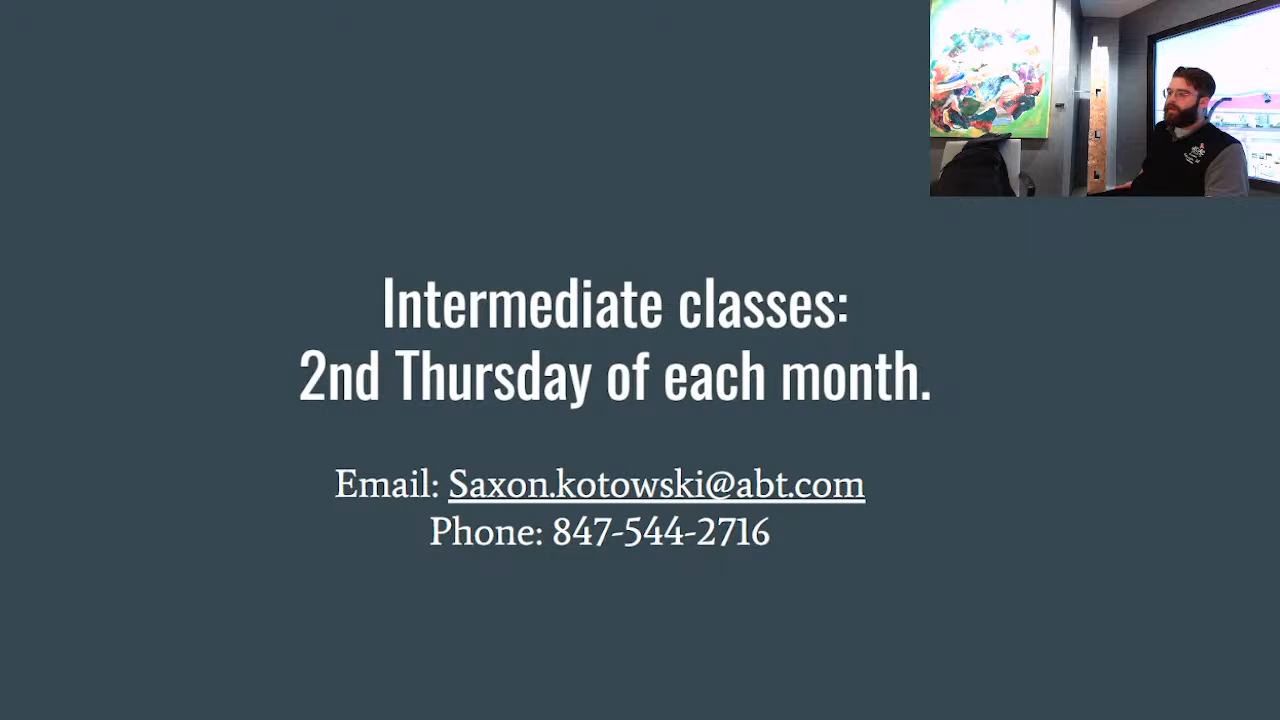 Intermediate classes:
2nd Thursday of each month.
Email: Saxon.kotowski@abt.com
Phone: 847-544-2716